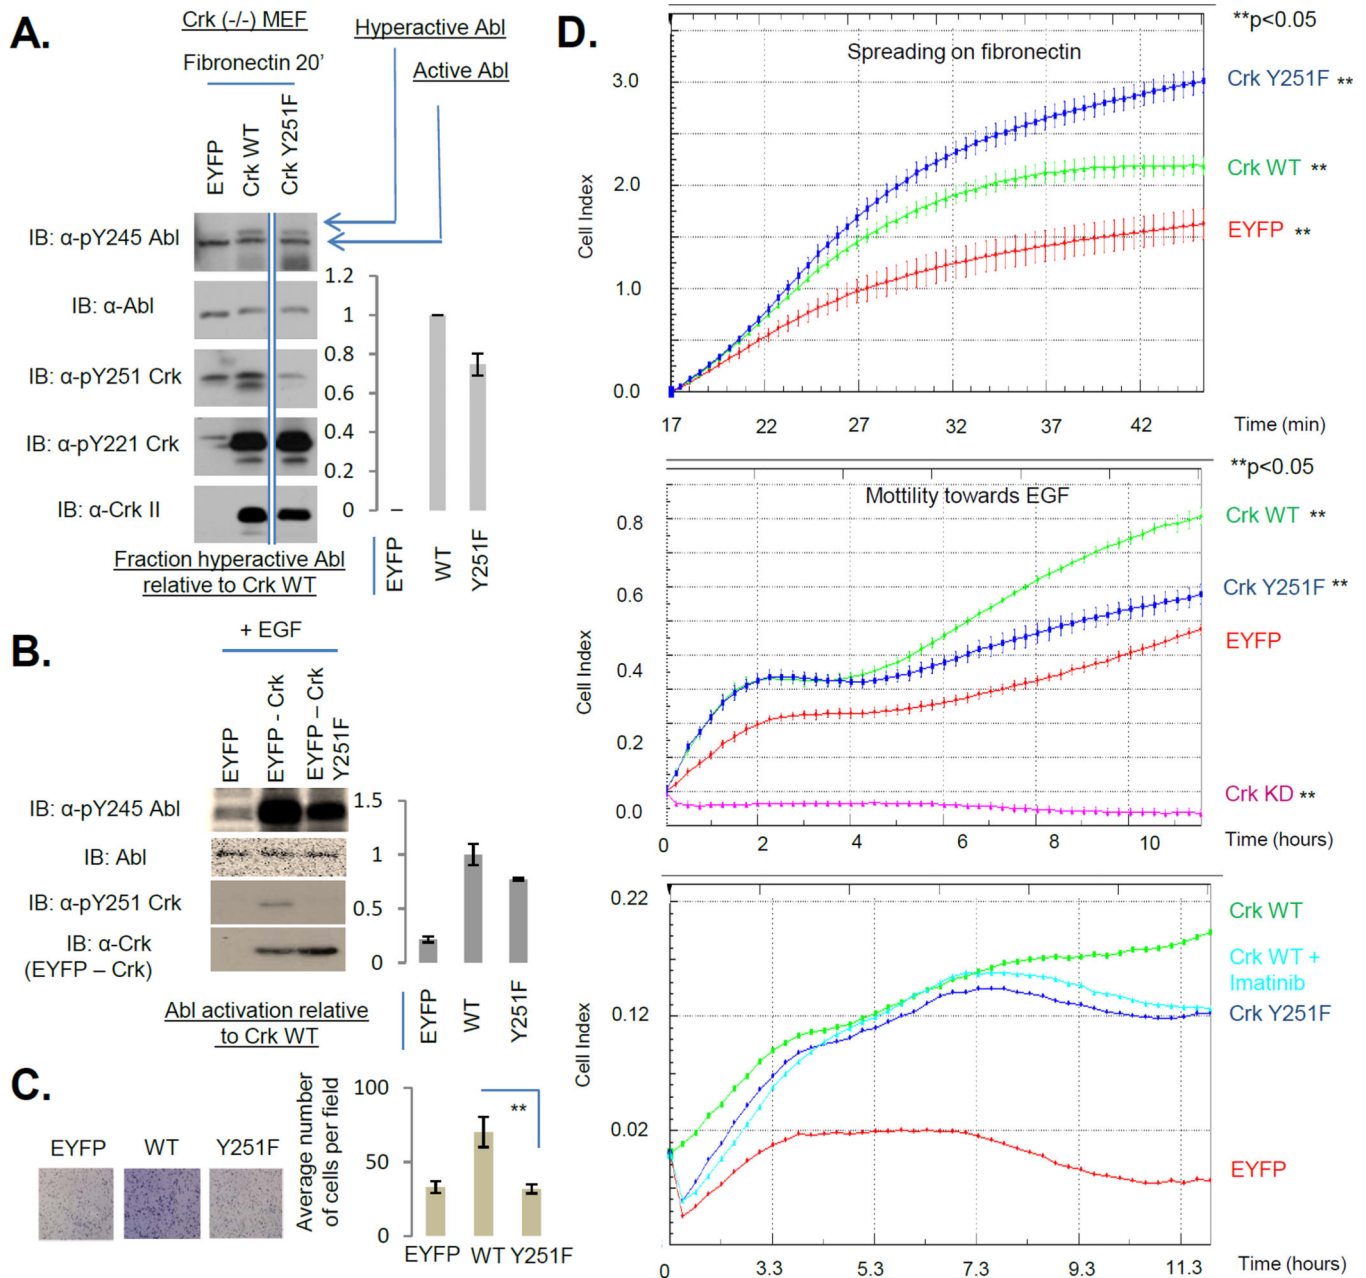 A.
Crk (-/-) MEF
Fibronectin 20’
Hyperactive Abl
Active Abl
EYFP
Crk WT
Crk Y251F
IB: α-pY245 Abl
IB: α-Abl
IB: α-pY251 Crk
IB: α-pY221 Crk
IB: α-Crk II
1.2
1
0.8
0.6
0.4
0.2
0
EYFP
WT
Y251F
Fraction hyperactive Abl
relative to Crk WT
B.
+ EGF
EYFP
EYFP - Crk
EYFP – Crk
Y251F
IB: α-pY245 Abl
IB: Abl
IB: α-pY251 Crk
IB: α-Crk
(EYFP – Crk)
1.5
1
0.5
0
EYFP
WT
Y251F
Abl activation relative
to Crk WT
C.
EYFP
WT
Y251F
Average number
of cells per field
100
50
0
**
EYFP
WT
Y251F
D.
**p<0.05
Spreading on fibronectin
Cell Index
3.0
2.0
1.0
0.0
17
22
27
32
37
42
Time (min)
Crk Y251F **
Crk WT **
EYFP **
**p<0.05
Mottility towards EGF
Cell Index
0.8
0.6
0.4
0.2
0.0
0
2
4
6
8
10
Time (hours)
Crk WT **
Crk Y251F **
EYFP
Crk KD **
Cell Index
0.22
0.12
0.02
0
3.3
5.3
7.3
9.3
11.3
Time (hours)
Crk WT
Crk WT +
Imatinib
Crk Y251F
EYFP